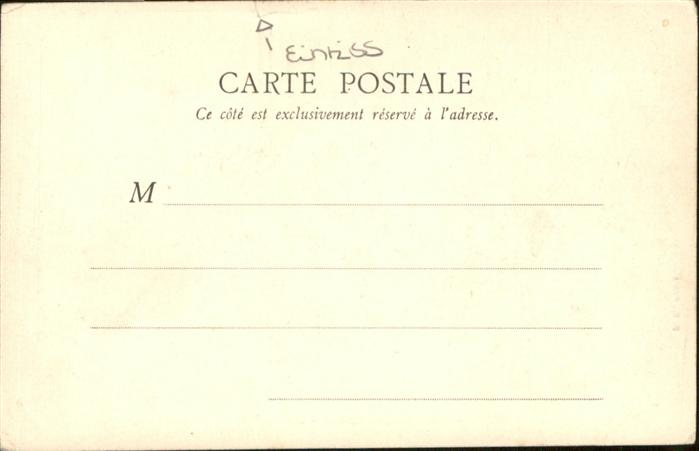 Einriss
CARTE POSTALE
Ce côté est exclusivement réservé à l'adresse.
M